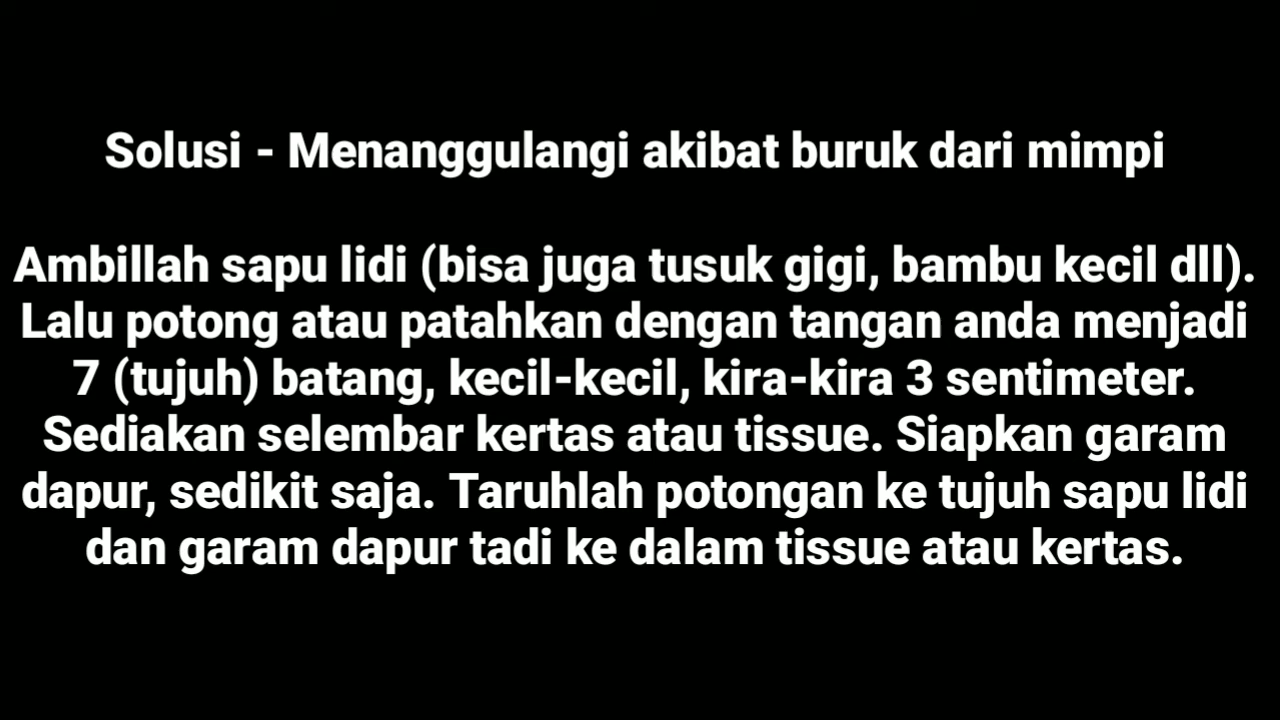 Solusi - Menanggulangi akibat buruk dari mimpi
Ambillah sapu lidi (bisa juga tusuk gigi, bambu kecil dll).
Lalu potong atau patahkan dengan tangan anda menjadi
7 (tujuh) batang, kecil-kecil, kira-kira 3 sentimeter.
Sediakan selembar kertas atau tissue. Siapkan garam
dapur, sedikit saja. Taruhlah potongan ke tujuh sapu lidi
dan garam dapur tadi ke dalam tissue atau kertas.